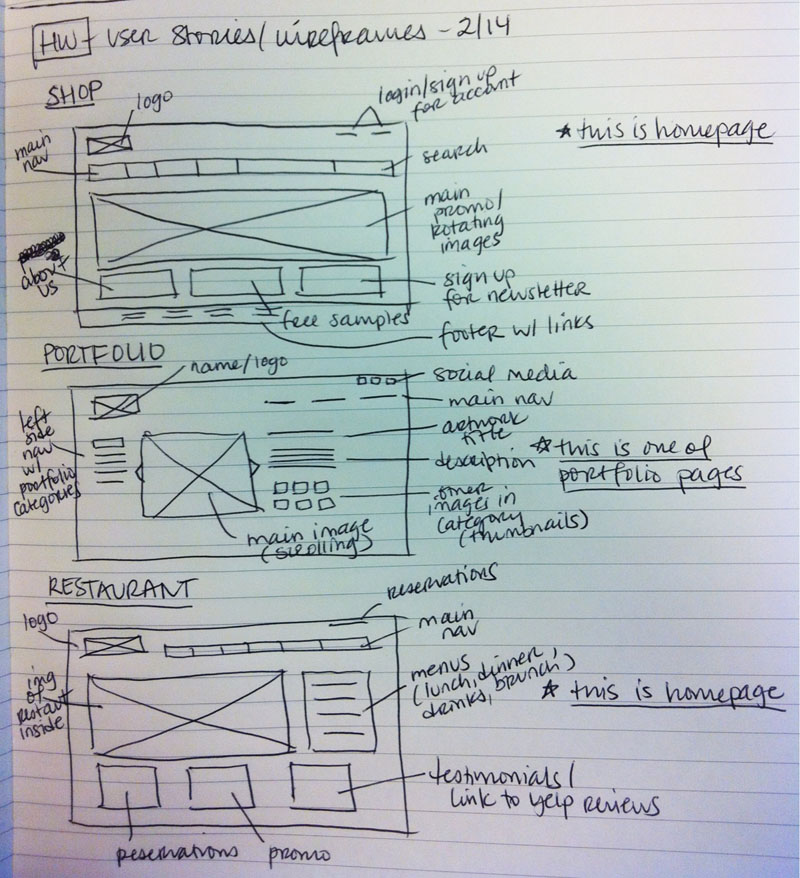 HW - User Stories/wireframes - 2/14
SHOP
logo
login/sign up
for account
* this is homepage
main
nav
search
main
promo/
rotating
images
about
us
sign up
for newsletter
free samples
footer w/ links
PORTFOLIO
name/logo
social media
main nav
left
side
nav
w/
portfolio
categories
artwork
title
description
* this is one of
portfolio pages
other
images in
category
(thumbnails)
main image
(scrolling)
RESTAURANT
reservations
logo
main
nav
img
of
restaurant
inside
menus
(lunch, dinner,
drinks, brunch)
* this is homepage
testimonials/
link to yelp reviews
reservations
promo